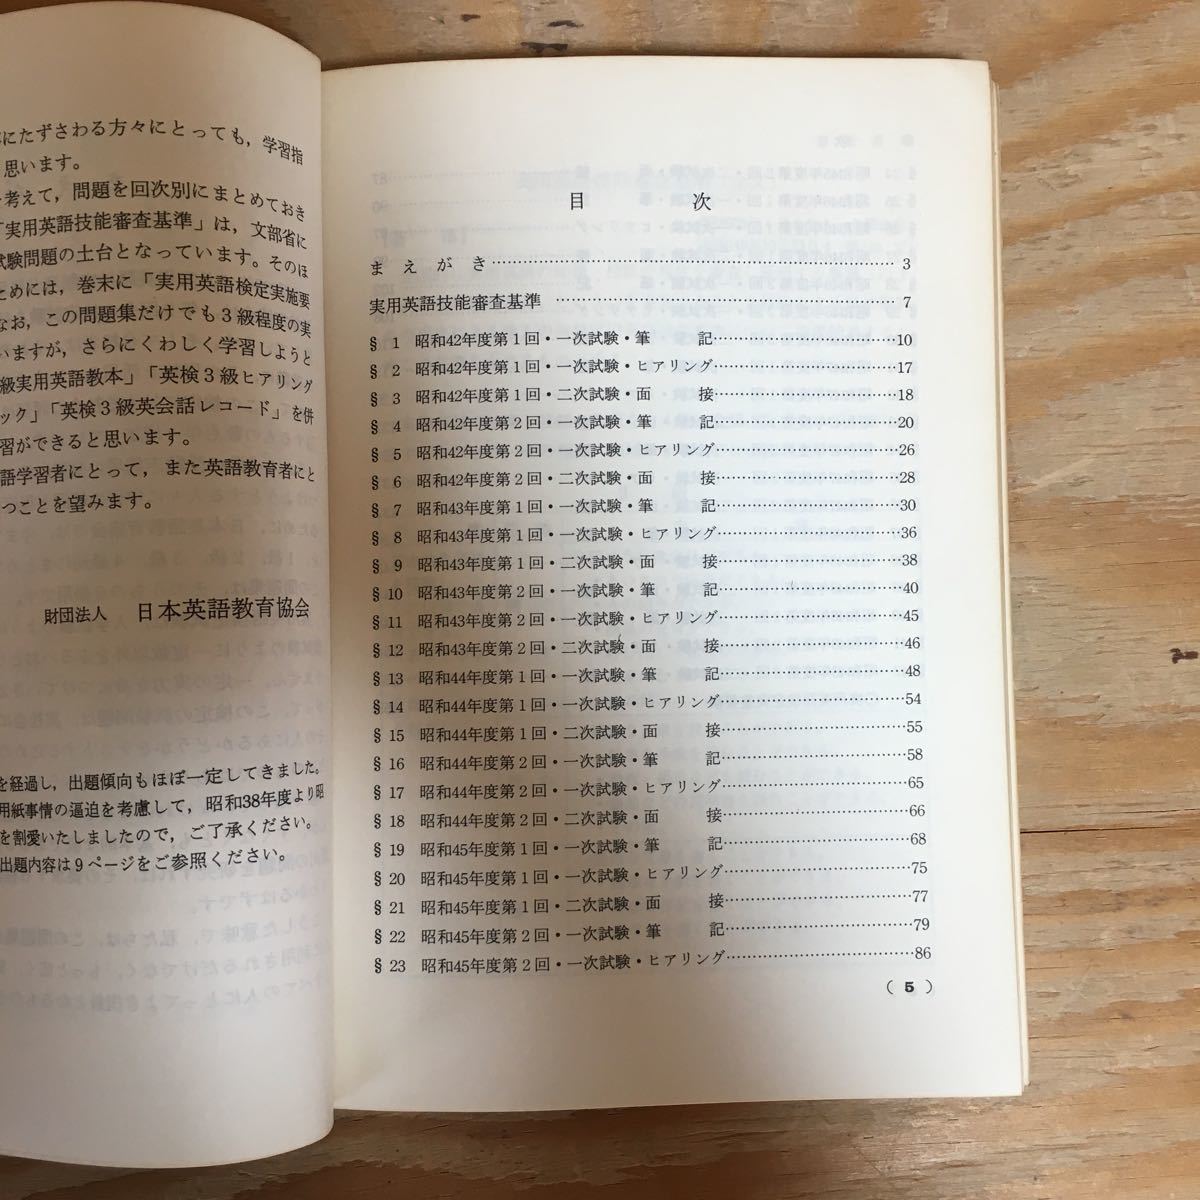 にたずさわる方々にとっても，学習指
思います。
考えて，問題を回次別にまとめておき
「実用英語技能審査基準」は，文部省に
試験問題の土台となっています。そのほ
ためには，巻末に「実用英語検定実施要
なお，この問題集だけでも３級程度の実
いますが，さらにくわしく学習しようと
級実用英語教本」「英検３級ヒアリング
ック」「英検３級英会話レコード」を併
習ができると思います。
語学習者にとって，また英語教育者にと
つことを望みます。
財団法人　日本英語教育協会
を経過し，出題傾向もほぼ一定してきました。
用紙事情の逼迫を考慮して，昭和38年度より昭
を割愛いたしましたので，ご了承ください。
出題内容は９ページをご参照ください。
目　次
まえがき……………3
実用英語技能審査基準……………7
§ 1 昭和42年度第１回・一次試験・筆　記……………10
§ 2 昭和42年度第１回・一次試験・ヒアリング……………17
§ 3 昭和42年度第１回・二次試験・面　接……………18
§ 4 昭和42年度第２回・一次試験・筆　記……………20
§ 5 昭和42年度第２回・一次試験・ヒアリング……………26
§ 6 昭和42年度第２回・二次試験・面　接……………28
§ 7 昭和43年度第１回・一次試験・筆　記……………30
§ 8 昭和43年度第１回・一次試験・ヒアリング……………36
§ 9 昭和43年度第１回・二次試験・面　接……………38
§ 10 昭和43年度第２回・一次試験・筆　記……………40
§ 11 昭和43年度第２回・一次試験・ヒアリング……………45
§ 12 昭和43年度第２回・二次試験・面　接……………46
§ 13 昭和44年度第１回・一次試験・筆　記……………48
§ 14 昭和44年度第１回・一次試験・ヒアリング……………54
§ 15 昭和44年度第１回・二次試験・面　接……………55
§ 16 昭和44年度第２回・一次試験・筆　記……………58
§ 17 昭和44年度第２回・一次試験・ヒアリング……………65
§ 18 昭和44年度第２回・二次試験・面　接……………66
§ 19 昭和45年度第１回・一次試験・筆　記……………68
§ 20 昭和45年度第１回・一次試験・ヒアリング……………75
§ 21 昭和45年度第１回・二次試験・面　接……………77
§ 22 昭和45年度第２回・一次試験・筆　記……………79
§ 23 昭和45年度第２回・一次試験・ヒアリング……………86
（ 5 ）